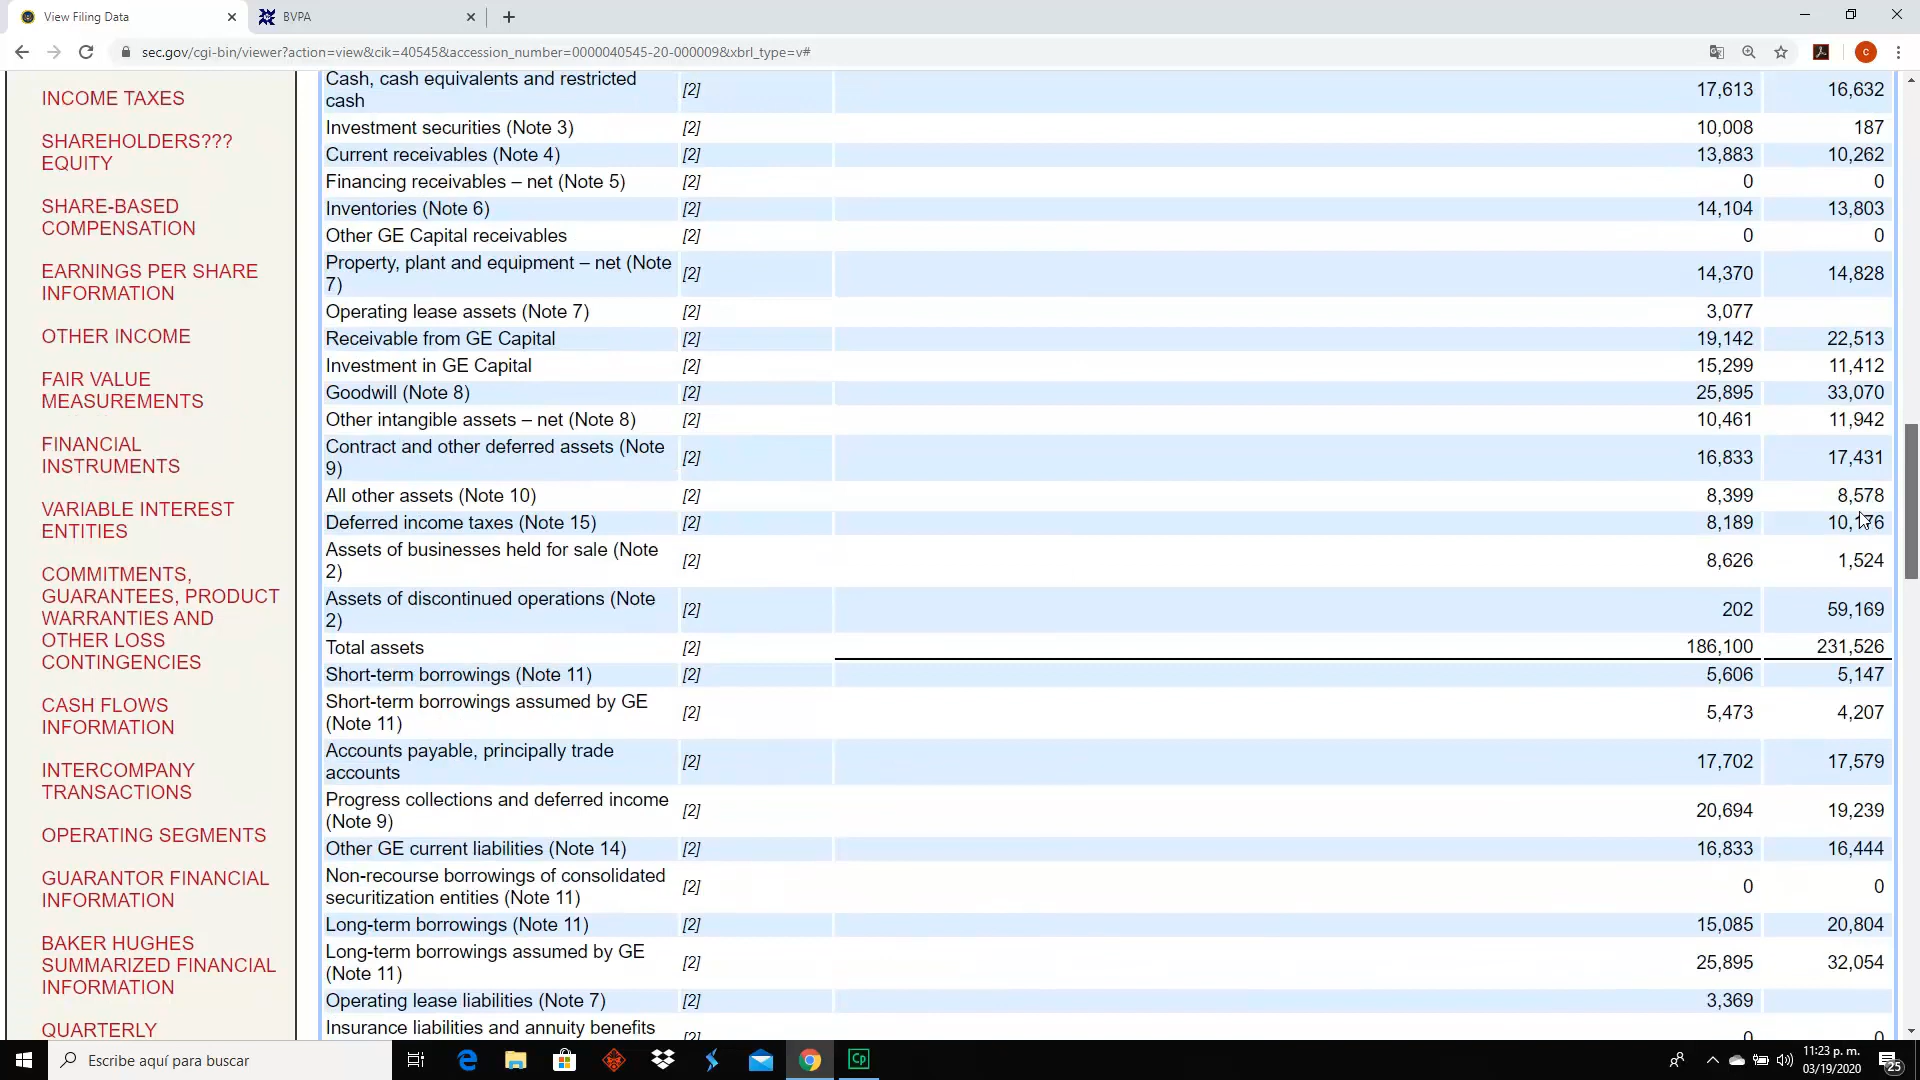 View Filing Data
BVPA
sec.gov/cgi-bin/viewer?action=view&cik=40545&accession_number=0000040545-20-000009&xbrl_type=v#
INCOME TAXES
SHAREHOLDERS???
EQUITY
SHARE-BASED
COMPENSATION
EARNINGS PER SHARE
INFORMATION
OTHER INCOME
FAIR VALUE
MEASUREMENTS
FINANCIAL
INSTRUMENTS
VARIABLE INTEREST
ENTITIES
COMMITMENTS,
GUARANTEES, PRODUCT
WARRANTIES AND
OTHER LOSS
CONTINGENCIES
CASH FLOWS
INFORMATION
INTERCOMPANY
TRANSACTIONS
OPERATING SEGMENTS
GUARANTOR FINANCIAL
INFORMATION
BAKER HUGHES
SUMMARIZED FINANCIAL
INFORMATION
QUARTERLY
Cash, cash equivalents and restricted
cash [2] 17,613 16,632
Investment securities (Note 3) [2] 10,008 187
Current receivables (Note 4) [2] 13,883 10,262
Financing receivables – net (Note 5) [2] 0 0
Inventories (Note 6) [2] 14,104 13,803
Other GE Capital receivables [2] 0 0
Property, plant and equipment – net (Note
7) [2] 14,370 14,828
Operating lease assets (Note 7) [2] 3,077
Receivable from GE Capital [2] 19,142 22,513
Investment in GE Capital [2] 15,299 11,412
Goodwill (Note 8) [2] 25,895 33,070
Other intangible assets – net (Note 8) [2] 10,461 11,942
Contract and other deferred assets (Note
9) [2] 16,833 17,431
All other assets (Note 10) [2] 8,399 8,578
Deferred income taxes (Note 15) [2] 8,189
Assets of businesses held for sale (Note
2) [2] 8,626 1,524
Assets of discontinued operations (Note
2) [2] 202 59,169
Total assets [2] 186,100 231,526
Short-term borrowings (Note 11) [2] 5,606 5,147
Short-term borrowings assumed by GE
(Note 11) [2] 5,473 4,207
Accounts payable, principally trade
accounts [2] 17,702 17,579
Progress collections and deferred income
(Note 9) [2] 20,694 19,239
Other GE current liabilities (Note 14) [2] 16,833 16,444
Non-recourse borrowings of consolidated
securitization entities (Note 11) [2] 0 0
Long-term borrowings (Note 11) [2] 15,085 20,804
Long-term borrowings assumed by GE
(Note 11) [2] 25,895 32,054
Operating lease liabilities (Note 7) [2] 3,369
Insurance liabilities and annuity benefits [2] 0 0
Escribe aquí para buscar
Cp
11:23 p. m.
03/19/2020
25